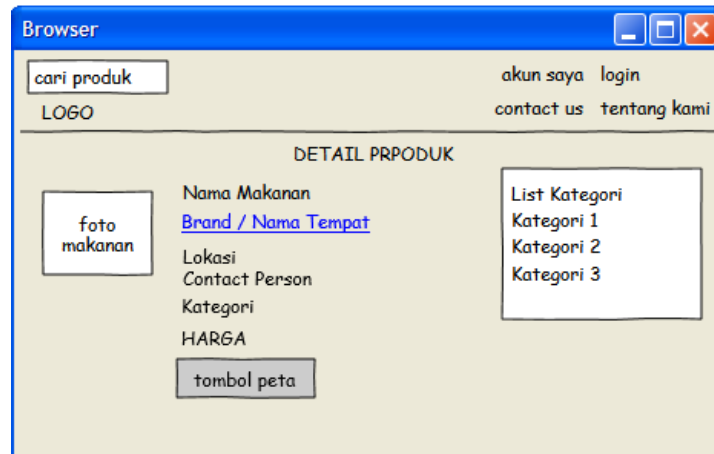 Browser
cari produk
akun saya login
LOGO
contact us tentang kami
DETAIL PRPODUK
foto
makanan
Nama Makanan
Brand / Nama Tempat
Lokasi
Contact Person
Kategori
HARGA
tombol peta
List Kategori
Kategori 1
Kategori 2
Kategori 3